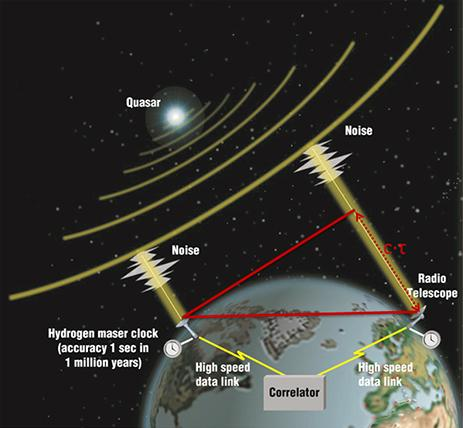 Quasar
Noise
Noise
c·τ
Radio
Telescope
Hydrogen maser clock
(accuracy 1 sec in
1 million years)
High speed
data link
High speed
data link
Correlator